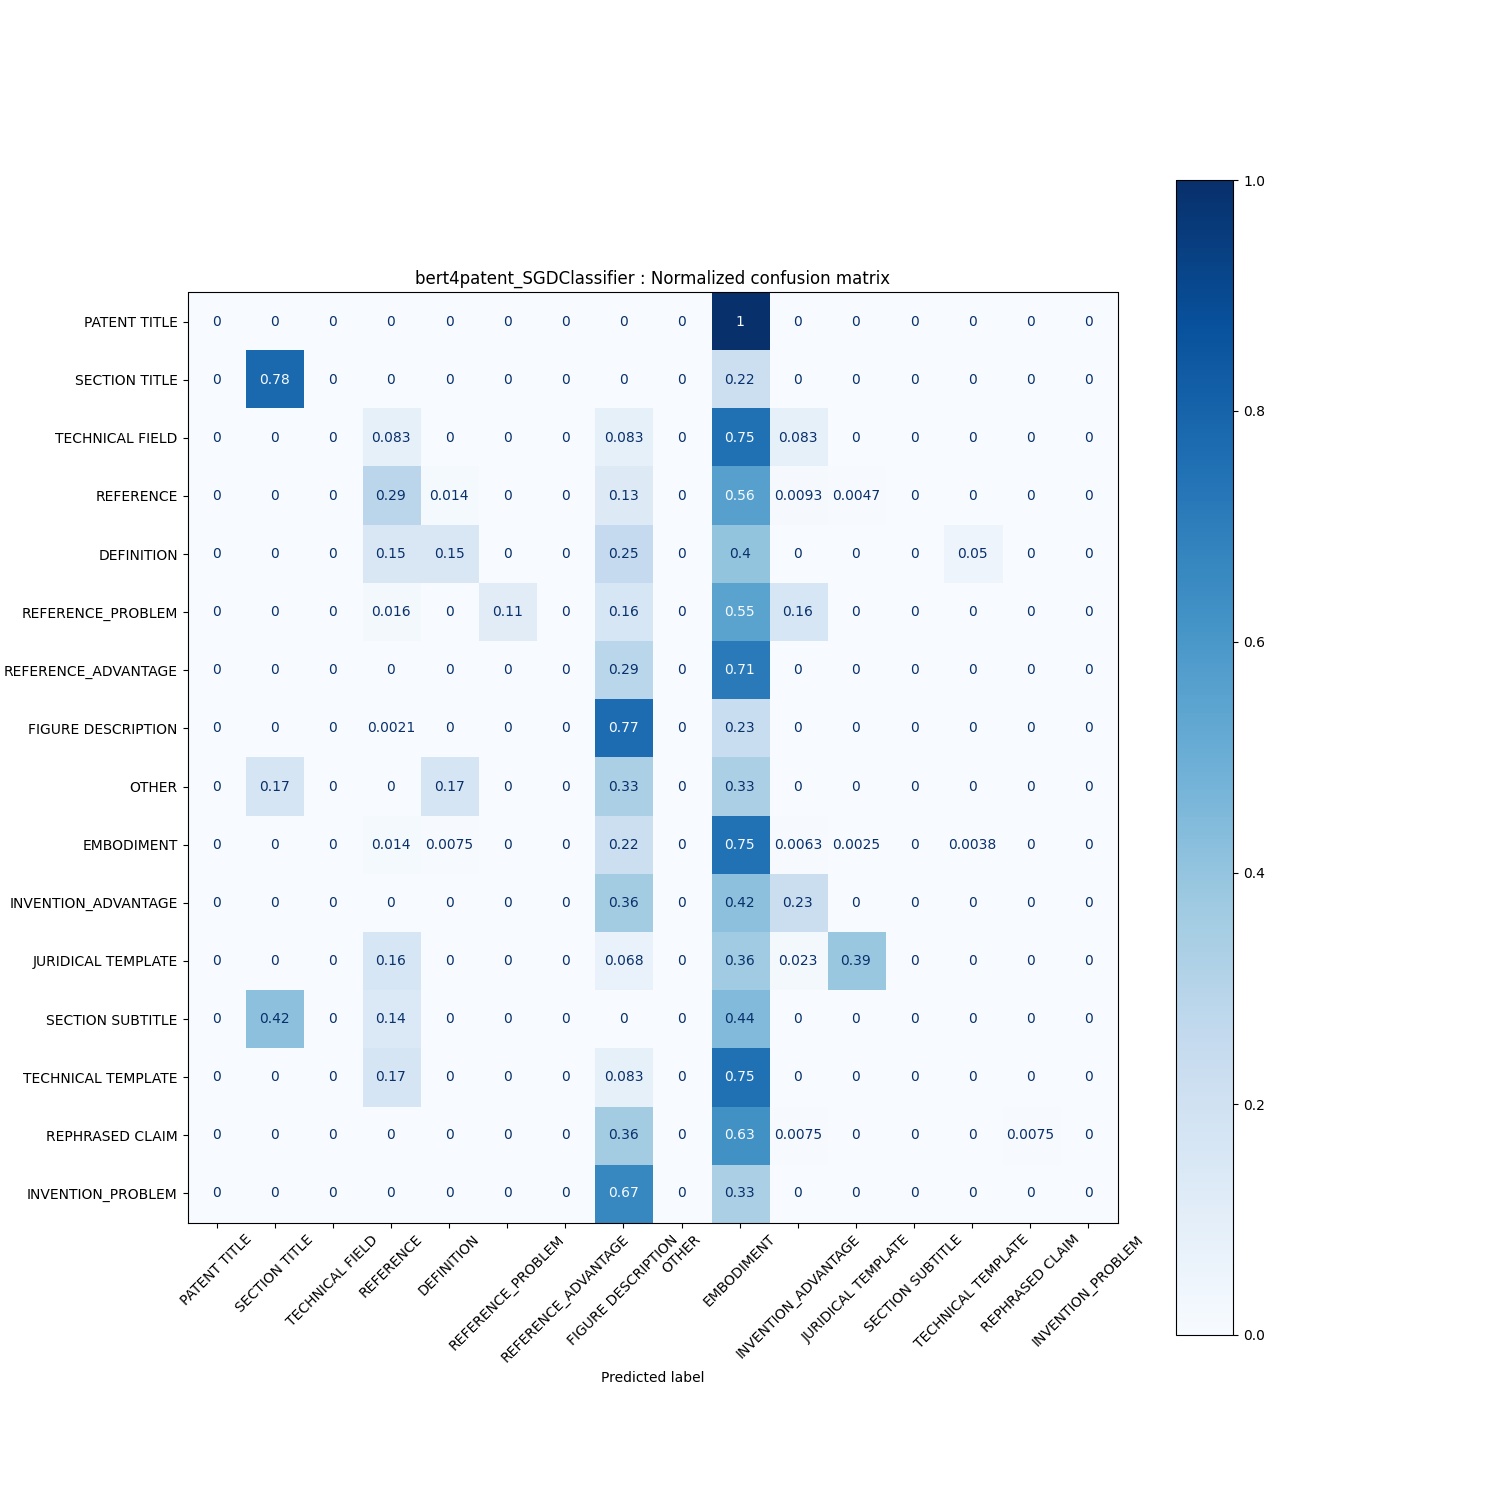 bert4patent_SGDClassifier : Normalized confusion matrix
1.0
PATENT TITLE 0 0 0 0 0 0 0 0 0 1 0 0 0 0 0 0
SECTION TITLE 0 0.78 0 0 0 0 0 0 0 0.22 0 0 0 0 0 0
0.8
TECHNICAL FIELD 0 0 0 0.083 0 0 0 0.083 0 0.75 0.083 0 0 0 0 0
REFERENCE 0 0 0 0.29 0.014 0 0 0.13 0 0.56 0.0093 0.0047 0 0 0 0
DEFINITION 0 0 0 0.15 0.15 0 0 0.25 0 0.4 0 0 0 0.05 0 0
REFERENCE_PROBLEM 0 0 0 0.016 0 0.11 0 0.16 0 0.55 0.16 0 0 0 0 0
0.6
REFERENCE_ADVANTAGE 0 0 0 0 0 0 0 0.29 0 0.71 0 0 0 0 0 0
FIGURE DESCRIPTION 0 0 0 0.0021 0 0 0 0.77 0 0.23 0 0 0 0 0 0
OTHER 0 0.17 0 0 0.17 0 0 0.33 0 0.33 0 0 0 0 0 0
EMBODIMENT 0 0 0 0.014 0.0075 0 0 0.22 0 0.75 0.0063 0.0025 0 0.0038 0 0
0.4
INVENTION_ADVANTAGE 0 0 0 0 0 0 0 0.36 0 0.42 0.23 0 0 0 0 0
JURIDICAL TEMPLATE 0 0 0 0.16 0 0 0 0.068 0 0.36 0.023 0.39 0 0 0 0
SECTION SUBTITLE 0 0.42 0 0.14 0 0 0 0 0 0.44 0 0 0 0 0 0
TECHNICAL TEMPLATE 0 0 0 0.17 0 0 0 0.083 0 0.75 0 0 0 0 0 0
0.2
REPHRASED CLAIM 0 0 0 0 0 0 0 0.36 0 0.63 0.0075 0 0 0 0.0075 0
INVENTION_PROBLEM 0 0 0 0 0 0 0 0.67 0 0.33 0 0 0 0 0 0
0.0
PATENT TITLE
SECTION TITLE
TECHNICAL FIELD
REFERENCE
DEFINITION
REFERENCE_PROBLEM
REFERENCE_ADVANTAGE
FIGURE DESCRIPTION
OTHER
EMBODIMENT
INVENTION_ADVANTAGE
JURIDICAL TEMPLATE
SECTION SUBTITLE
TECHNICAL TEMPLATE
REPHRASED CLAIM
INVENTION_PROBLEM
Predicted label